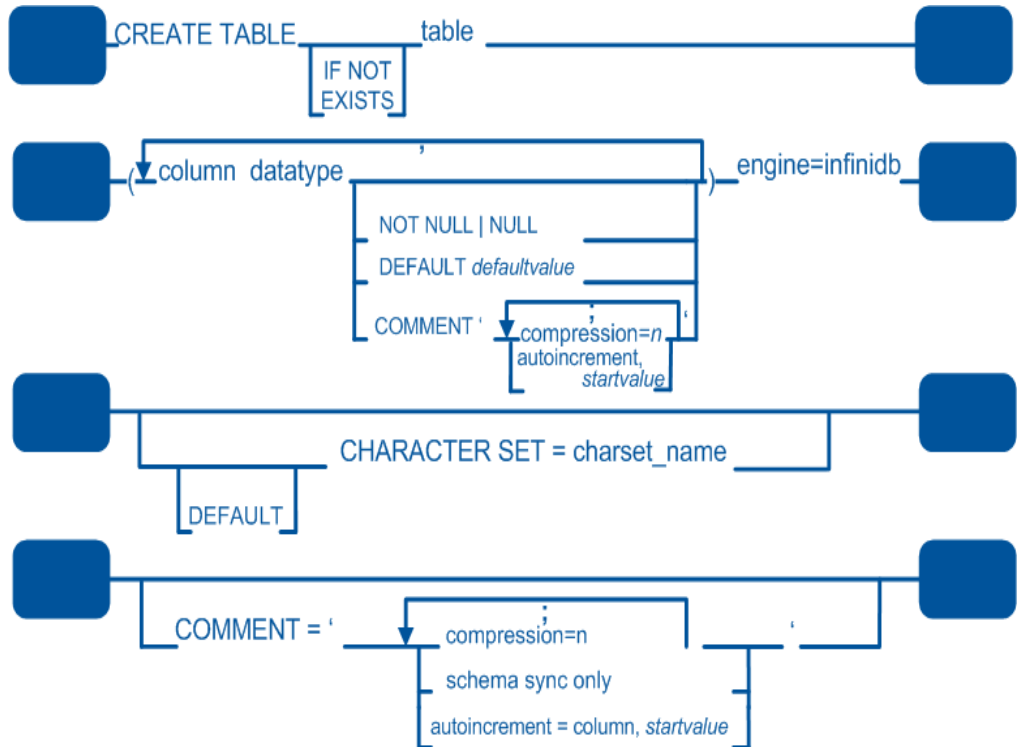 CREATE TABLE table
IF NOT
EXISTS
,
( column datatype ) engine=infinidb
NOT NULL | NULL
DEFAULT defaultvalue
;
COMMENT ‘ compression=n ‘
autoincrement,
startvalue
CHARACTER SET = charset_name
DEFAULT
;
COMMENT = ‘ compression=n ‘
schema sync only
autoincrement = column, startvalue